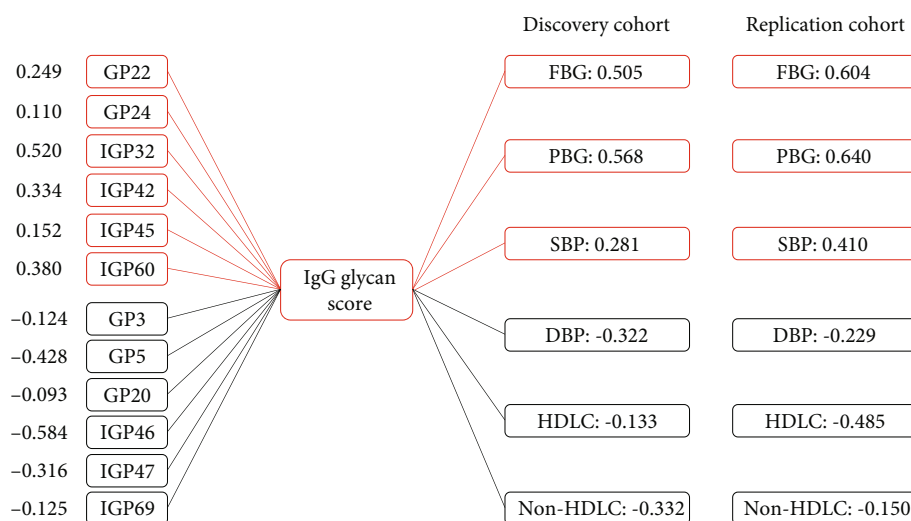 Discovery cohort Replication cohort
0.249 GP22 FBG: 0.505 FBG: 0.604
0.110 GP24
0.520 IGP32 PBG: 0.568 PBG: 0.640
0.334 IGP42
0.152 IGP45 SBP: 0.281 SBP: 0.410
0.380 IGP60
IgG glycan
score
–0.124 GP3 DBP: -0.322 DBP: -0.229
–0.428 GP5
–0.093 GP20
–0.584 IGP46 HDLC: -0.133 HDLC: -0.485
–0.316 IGP47
–0.125 IGP69 Non-HDLC: -0.332 Non-HDLC: -0.150